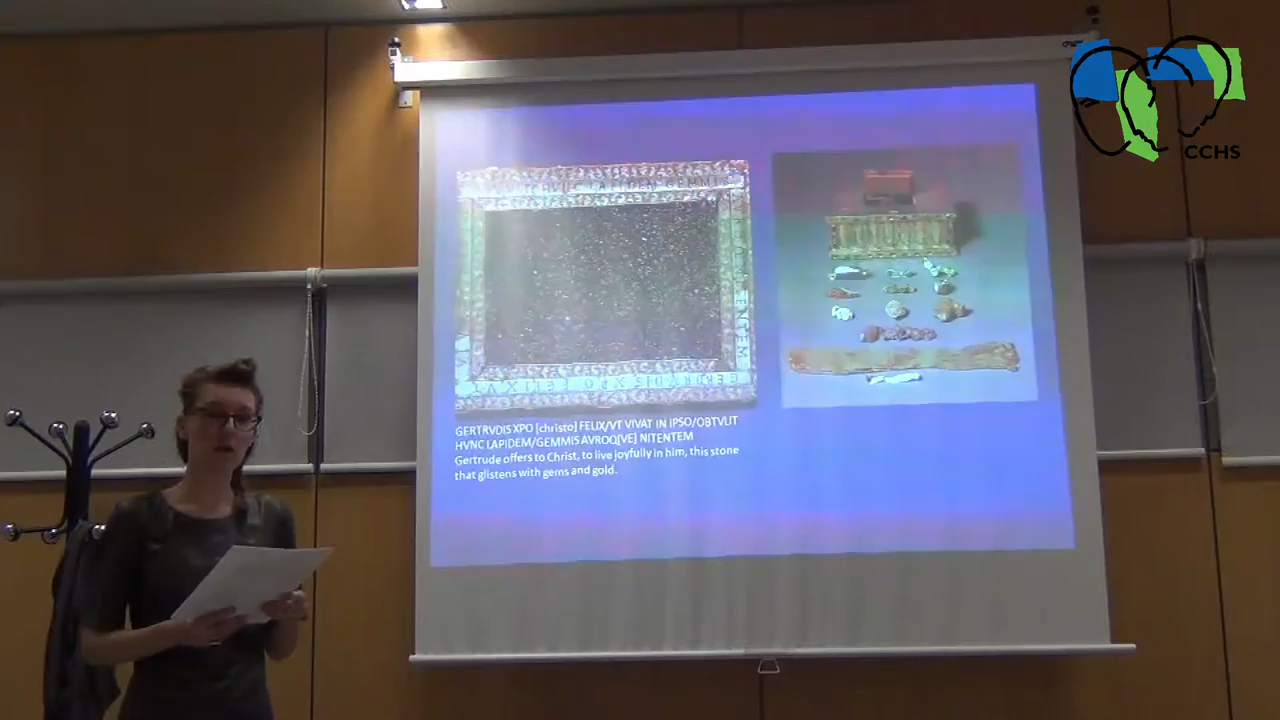 CCHS
GERTRVDIS XPO [christo] FELIX/VT VIVAT IN IPSO/OBTVLIT
HVNC LAPIDEM/GEMMIS AVROQ[VE] NITENTEM
Gertrude offers to Christ, to live joyfully in him, this stone
that glistens with gems and gold.